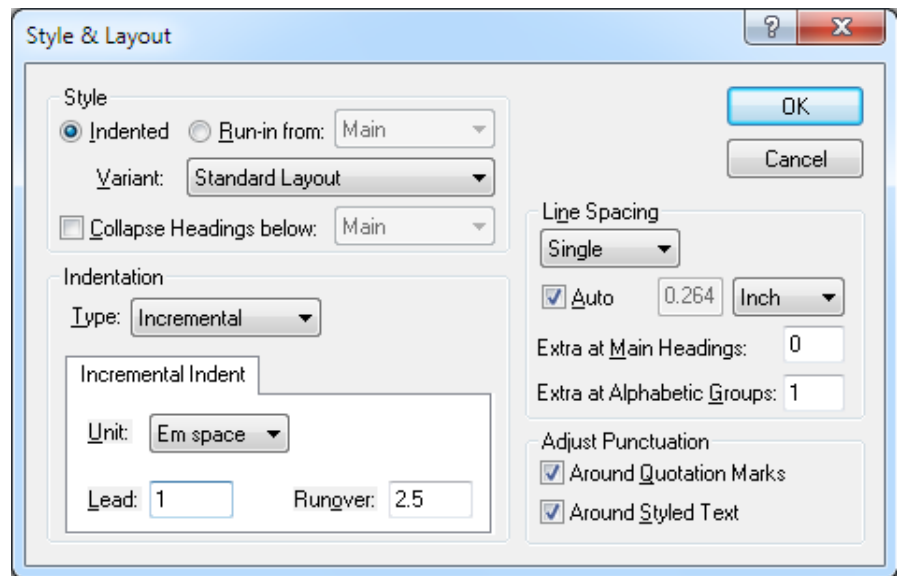 Style & Layout
?
X
Style
Indented Run-in from: Main
Variant: Standard Layout
Collapse Headings below: Main
Indentation
Type: Incremental
Incremental Indent
Unit: Em space
Lead: 1 Runover: 2.5
OK
Cancel
Line Spacing
Single
Auto 0.264 Inch
Extra at Main Headings: 0
Extra at Alphabetic Groups: 1
Adjust Punctuation
Around Quotation Marks
Around Styled Text